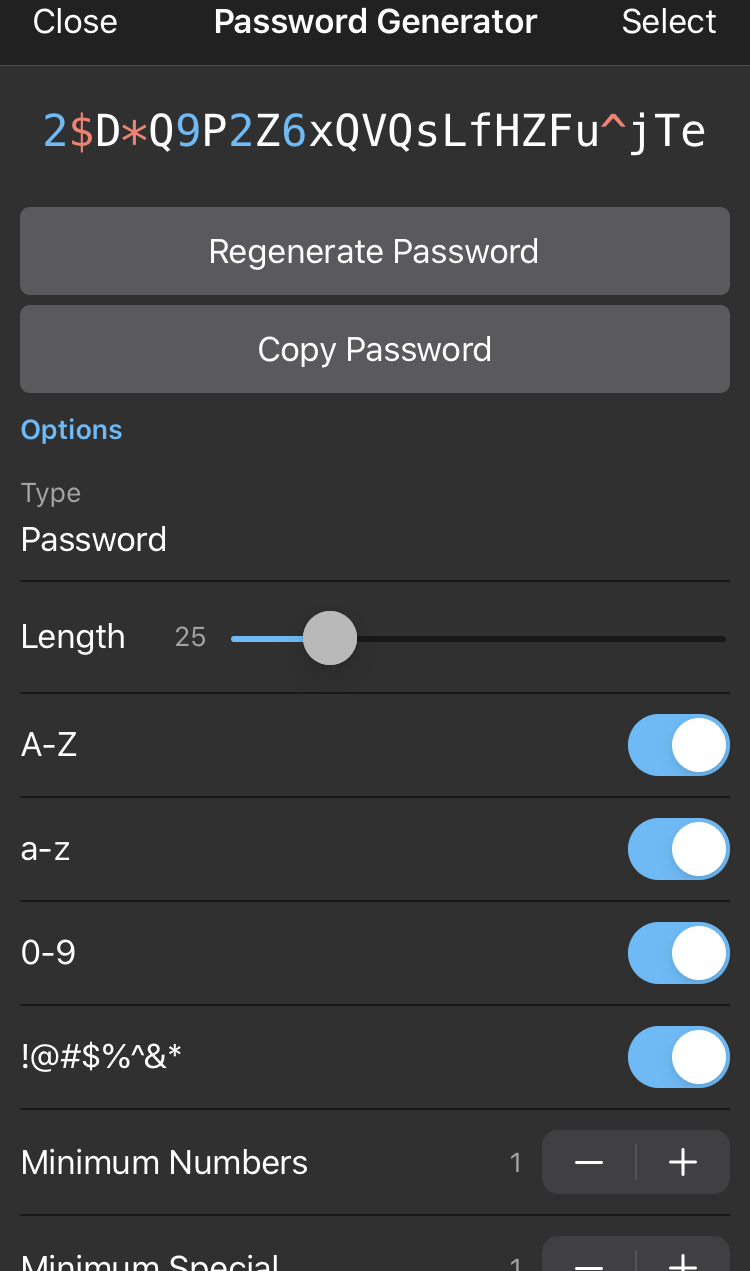 Close Password Generator Select
2$D*Q9P2Z6xQVQsLfHZFu^jTe
Regenerate Password
Copy Password
Options
Type
Password
Length 25
A-Z
a-z
0-9
!@#$%^&*
Minimum Numbers 1 − +
Minimum Special 1 − +